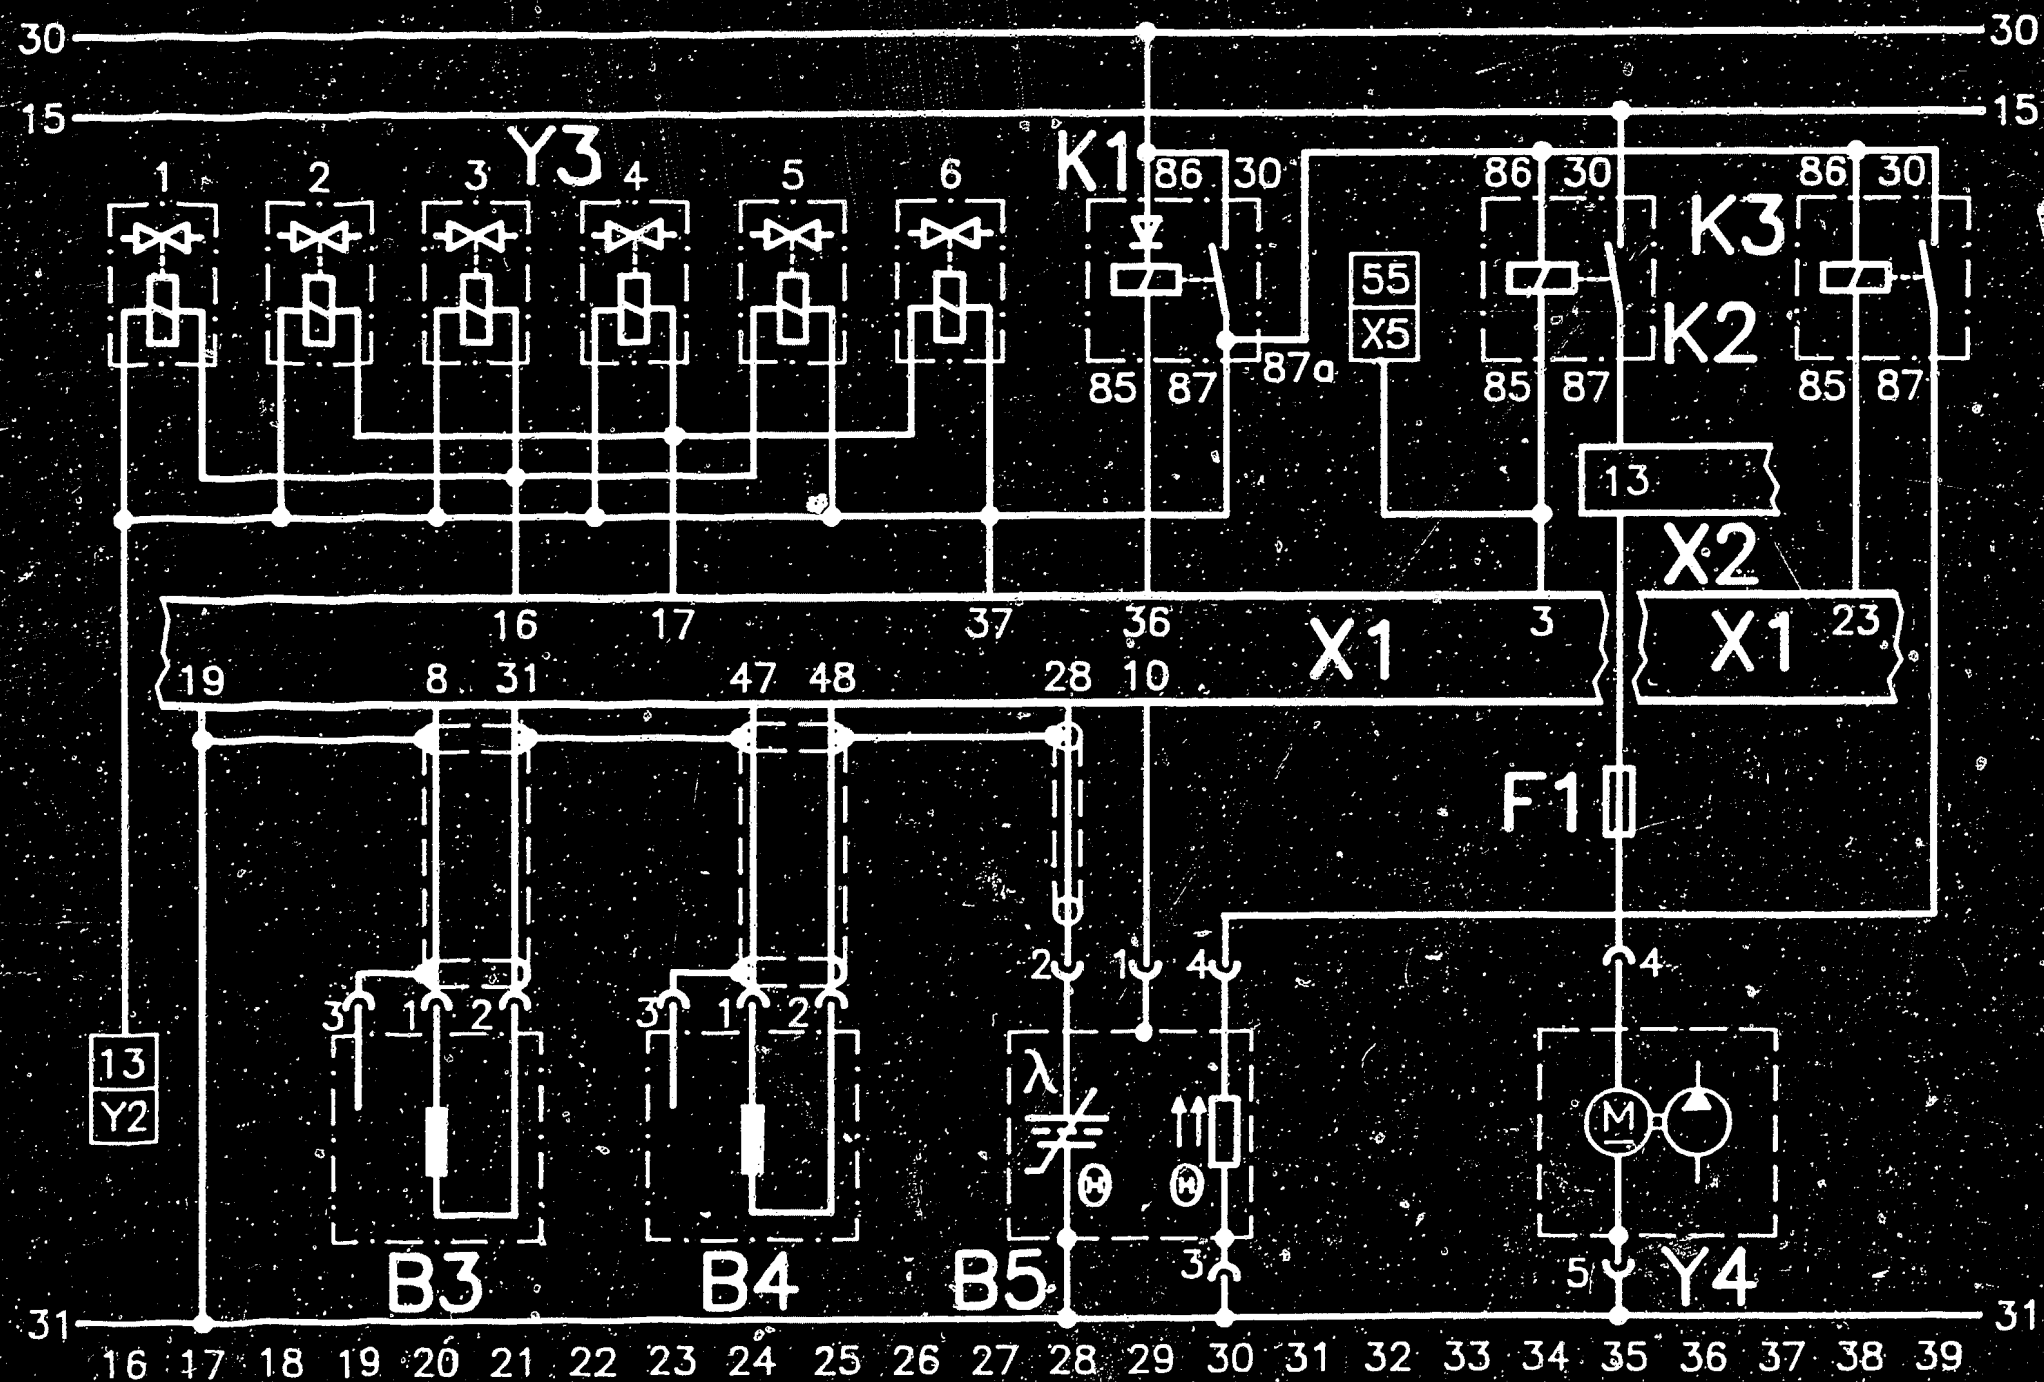 30 30
15 15
Y3 K1
1 2 3 4 5 6 86 30 86 30 86 30
K3
55
X5
K2
85 87 87a 85 87 85 87
13
X2
16 17 37 36 X1 3 X1 23
19 8 31 47 48 28 10
F1
2 1 4 4
3 1 2 3 1 2
13
Y2
λ
M
Θ Θ
B3 B4 B5 3 5 Y4
31 31
16 17 18 19 20 21 22 23 24 25 26 27 28 29 30 31 32 33 34 35 36 37 38 39